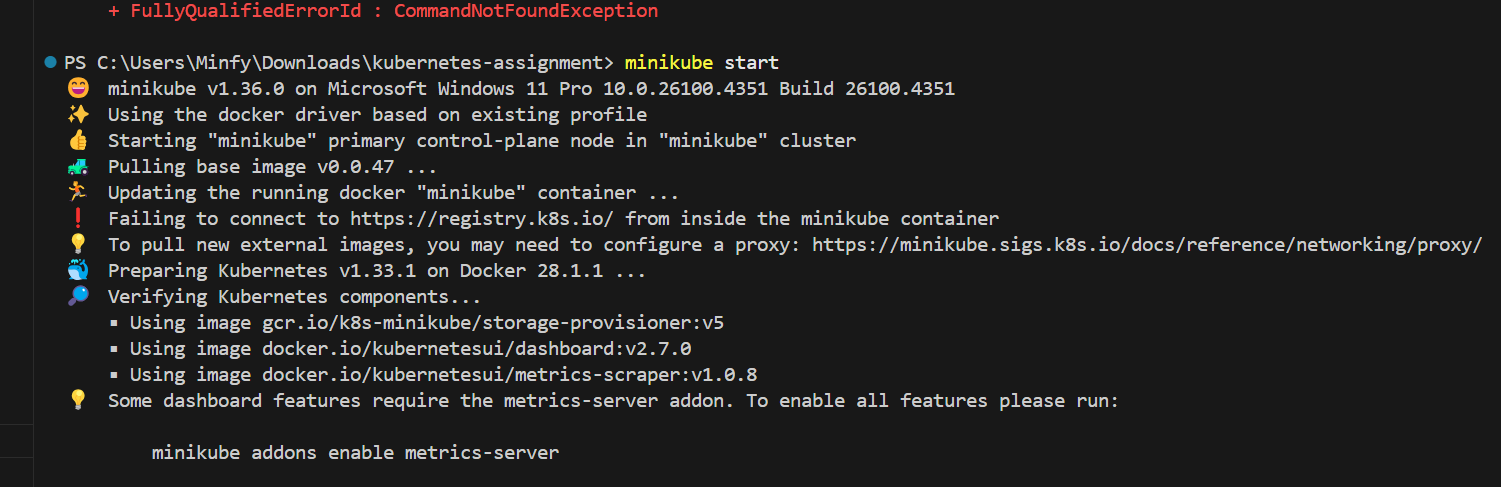 + FullyQualifiedErrorId : CommandNotFoundException
PS C:\Users\Minfy\Downloads\kubernetes-assignment> minikube start
😄 minikube v1.36.0 on Microsoft Windows 11 Pro 10.0.26100.4351 Build 26100.4351
✨ Using the docker driver based on existing profile
👍 Starting "minikube" primary control-plane node in "minikube" cluster
🚜 Pulling base image v0.0.47 ...
🏃 Updating the running docker "minikube" container ...
❗ Failing to connect to https://registry.k8s.io/ from inside the minikube container
💡 To pull new external images, you may need to configure a proxy: https://minikube.sigs.k8s.io/docs/reference/networking/proxy/
🐳 Preparing Kubernetes v1.33.1 on Docker 28.1.1 ...
🔎 Verifying Kubernetes components...
▪ Using image gcr.io/k8s-minikube/storage-provisioner:v5
▪ Using image docker.io/kubernetesui/dashboard:v2.7.0
▪ Using image docker.io/kubernetesui/metrics-scraper:v1.0.8
💡 Some dashboard features require the metrics-server addon. To enable all features please run:
minikube addons enable metrics-server